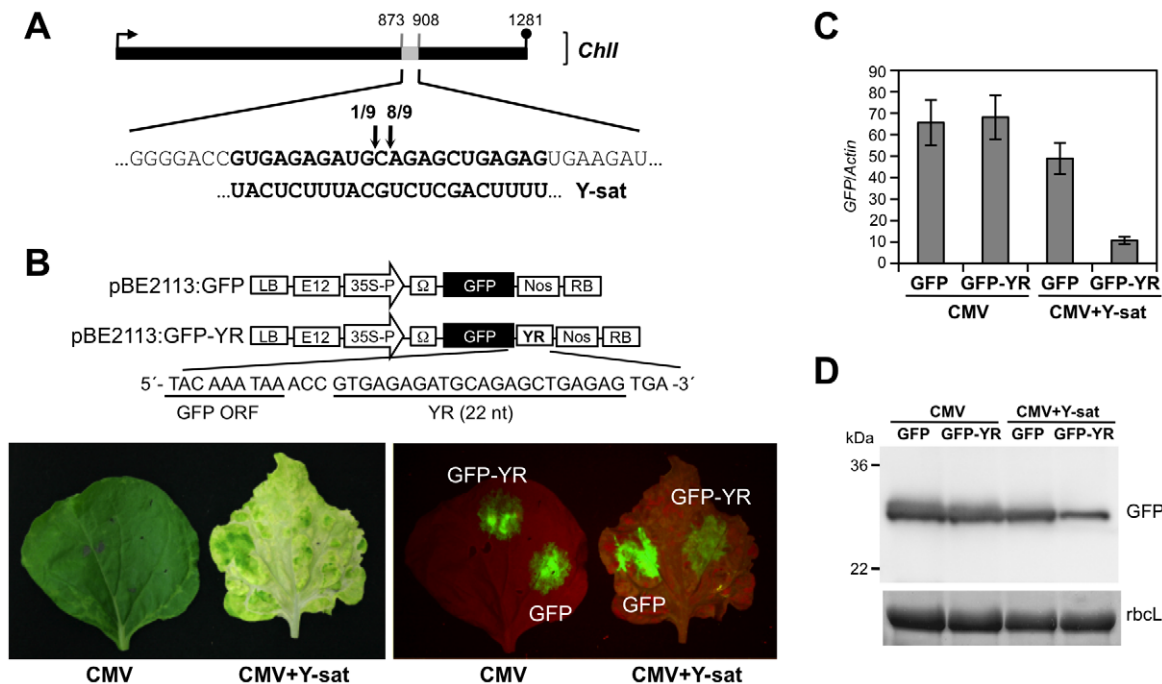 A
873 908 1281
ChlI
1/9 8/9
...GGGGACCGUGAGAGAUGCAGAGCUGAGAGUGAAGAU...
...UACUCUUUACGUCUCGACUUUU... Y-sat
B
pBE2113:GFP LB E12 35S-P Ω GFP Nos RB
pBE2113:GFP-YR LB E12 35S-P Ω GFP YR Nos RB
5´- TAC AAA TAA ACC GTGAGAGATGCAGAGCTGAGAG TGA -3´
GFP ORF YR (22 nt)
GFP-YR
GFP
GFP-YR
GFP
CMV CMV+Y-sat CMV CMV+Y-sat
C
GFP/Actin
90
80
70
60
50
40
30
20
10
0
GFP GFP-YR GFP GFP-YR
CMV CMV+Y-sat
D
CMV CMV+Y-sat
kDa GFP GFP-YR GFP GFP-YR
36
GFP
22
rbcL